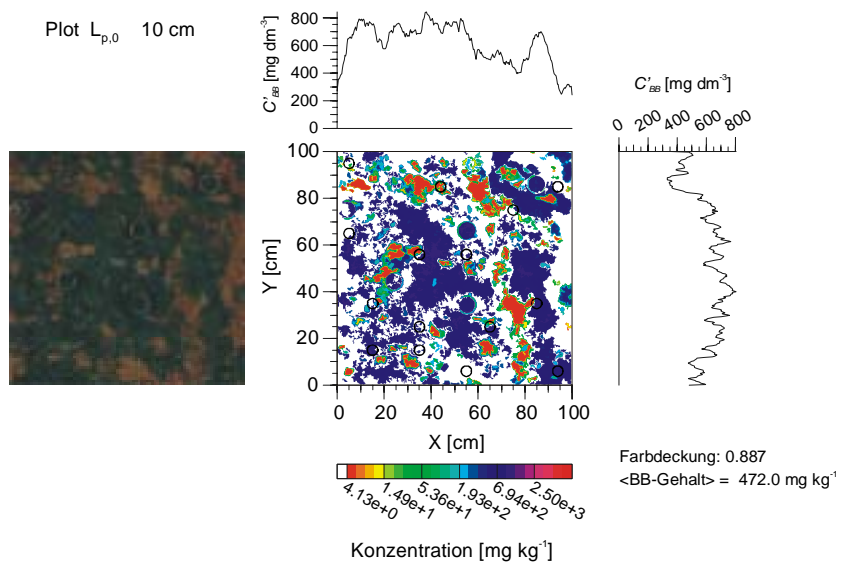 Plot L_p,0 10 cm
C'_BB [mg dm⁻³]
800
600
400
200
0
C'_BB [mg dm⁻³]
0 200 400 600 800
Y [cm]
100
80
60
40
20
0
0 20 40 60 80 100
X [cm]
4.13e+0 1.49e+1 5.36e+1 1.93e+2 6.94e+2 2.50e+3
Konzentration [mg kg⁻¹]
Farbdeckung: 0.887
<BB-Gehalt> = 472.0 mg kg⁻¹